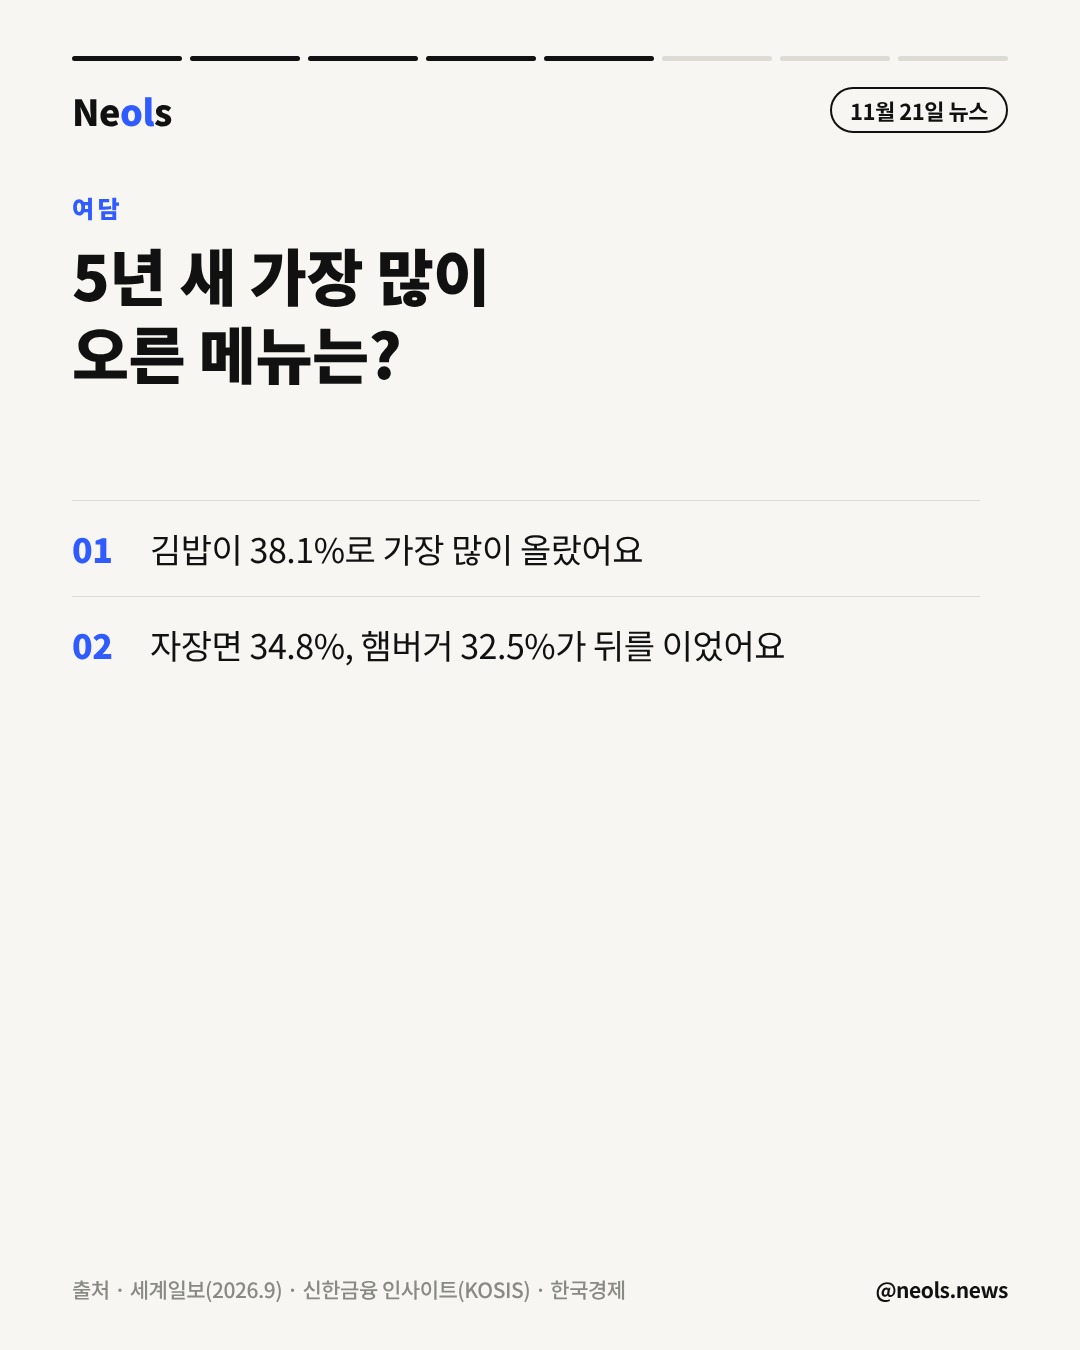 Neols
11월 21일 뉴스
여담
5년 새 가장 많이
오른 메뉴는?
01 김밥이 38.1%로 가장 많이 올랐어요
02 자장면 34.8%, 햄버거 32.5%가 뒤를 이었어요
출처 · 세계일보(2026.9) · 신한금융 인사이트(KOSIS) · 한국경제
@neols.news